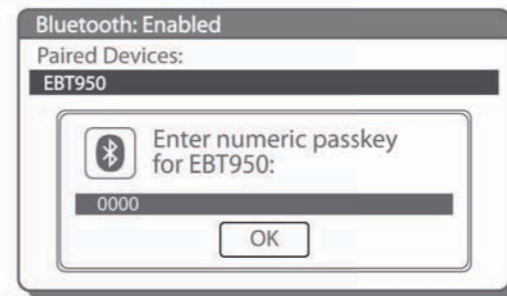 Bluetooth: Enabled
Paired Devices:
EBT950
Enter numeric passkey
for EBT950:
0000
OK